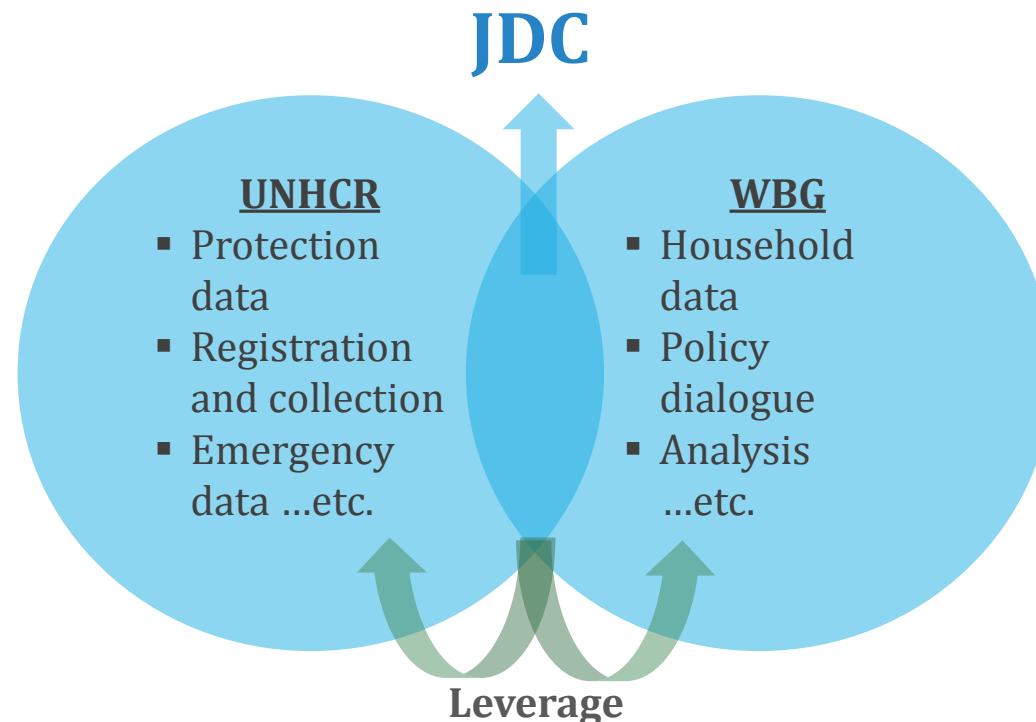 JDC
UNHCR
▪ Protection
data
▪ Registration
and collection
▪ Emergency
data ...etc.
WBG
▪ Household
data
▪ Policy
dialogue
▪ Analysis
...etc.
Leverage